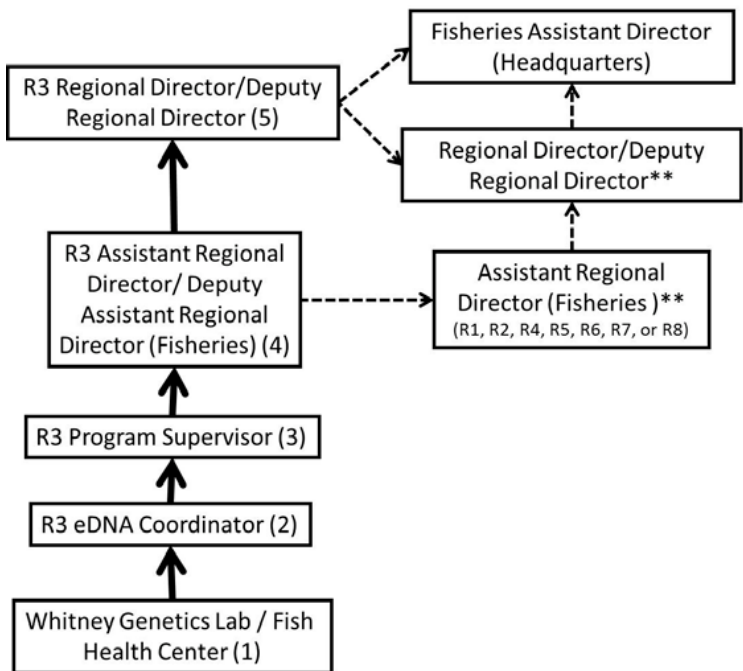 Fisheries Assistant Director
(Headquarters)
R3 Regional Director/Deputy
Regional Director (5)
Regional Director/Deputy
Regional Director**
R3 Assistant Regional
Director/ Deputy
Assistant Regional
Director (Fisheries) (4)
Assistant Regional
Director (Fisheries )**
(R1, R2, R4, R5, R6, R7, or R8)
R3 Program Supervisor (3)
R3 eDNA Coordinator (2)
Whitney Genetics Lab / Fish
Health Center (1)